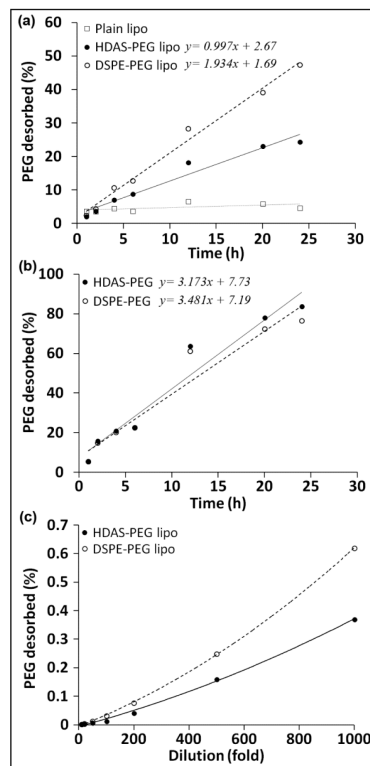 (a)
60
50
40
30
20
10
0
PEG desorbed (%)
Plain lipo
HDAS-PEG lipo y= 0.997x + 2.67
DSPE-PEG lipo y= 1.934x + 1.69
0 5 10 15 20 25 30
Time (h)
(b)
100
80
60
40
20
0
PEG desorbed (%)
HDAS-PEG y= 3.173x + 7.73
DSPE-PEG y= 3.481x + 7.19
0 5 10 15 20 25 30
Time (h)
(c)
0.7
0.6
0.5
0.4
0.3
0.2
0.1
0
PEG desorbed (%)
HDAS-PEG lipo
DSPE-PEG lipo
0 200 400 600 800 1000
Dilution (fold)